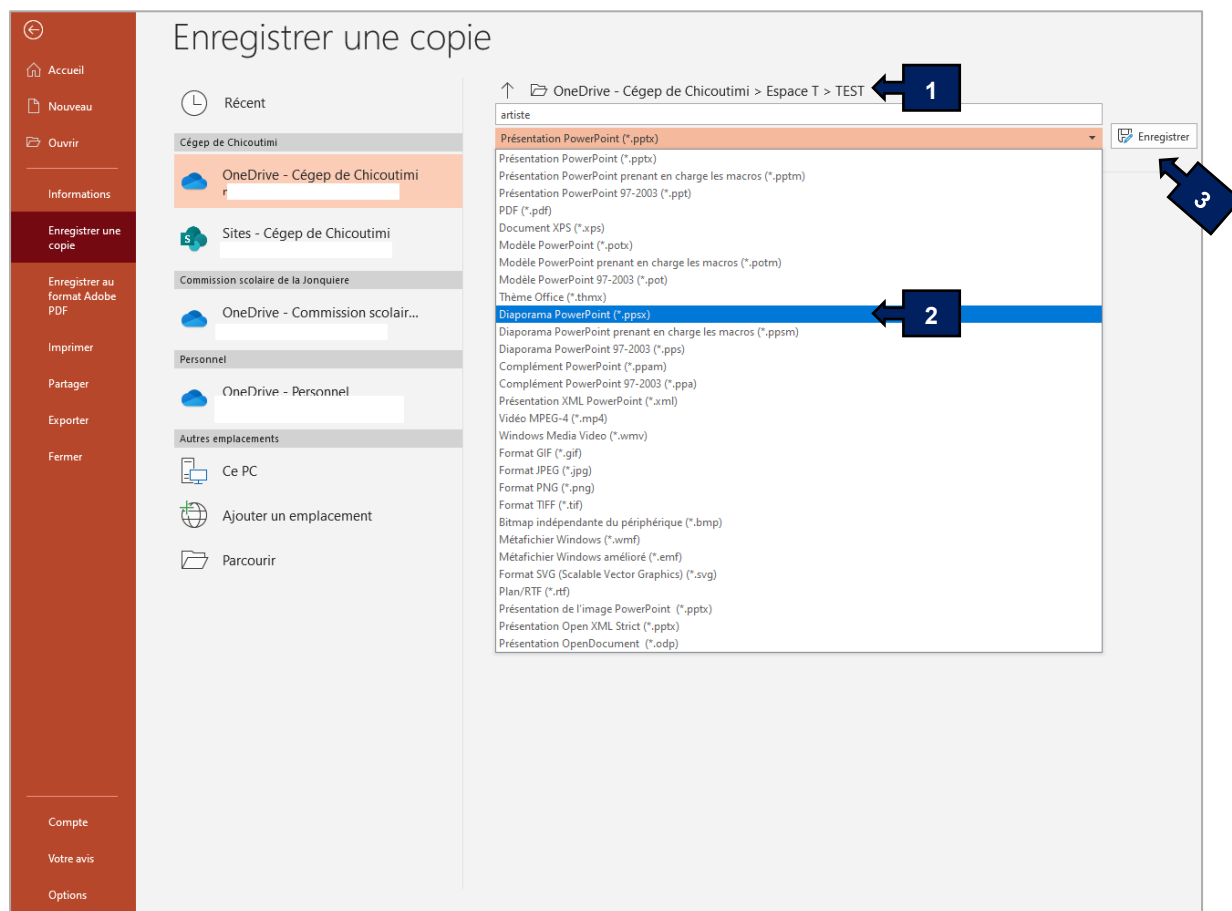 Enregistrer une copie
Accueil
Nouveau
Ouvrir
Informations
Enregistrer une
copie
Enregistrer au
format Adobe
PDF
Imprimer
Partager
Exporter
Fermer
Compte
Votre avis
Options
Récent
Cégep de Chicoutimi
OneDrive - Cégep de Chicoutimi
Sites - Cégep de Chicoutimi
Commission scolaire de la Jonquiere
OneDrive - Commission scolair...
Personnel
OneDrive - Personnel
Autres emplacements
Ce PC
Ajouter un emplacement
Parcourir
OneDrive - Cégep de Chicoutimi > Espace T > TEST
1
artiste
Présentation PowerPoint (*.pptx)
Enregistrer
3
Présentation PowerPoint (*.pptx)
Présentation PowerPoint prenant en charge les macros (*.pptm)
Présentation PowerPoint 97-2003 (*.ppt)
PDF (*.pdf)
Document XPS (*.xps)
Modèle PowerPoint (*.potx)
Modèle PowerPoint prenant en charge les macros (*.potm)
Modèle PowerPoint 97-2003 (*.pot)
Thème Office (*.thmx)
Diaporama PowerPoint (*.ppsx)
2
Diaporama PowerPoint prenant en charge les macros (*.ppsm)
Diaporama PowerPoint 97-2003 (*.pps)
Complément PowerPoint (*.ppam)
Complément PowerPoint 97-2003 (*.ppa)
Présentation XML PowerPoint (*.xml)
Vidéo MPEG-4 (*.mp4)
Windows Media Video (*.wmv)
Format GIF (*.gif)
Format JPEG (*.jpg)
Format PNG (*.png)
Format TIFF (*.tif)
Bitmap indépendante du périphérique (*.bmp)
Métafichier Windows (*.wmf)
Métafichier Windows amélioré (*.emf)
Format SVG (Scalable Vector Graphics) (*.svg)
Plan/RTF (*.rtf)
Présentation de l'image PowerPoint (*.pptx)
Présentation Open XML Strict (*.pptx)
Présentation OpenDocument (*.odp)